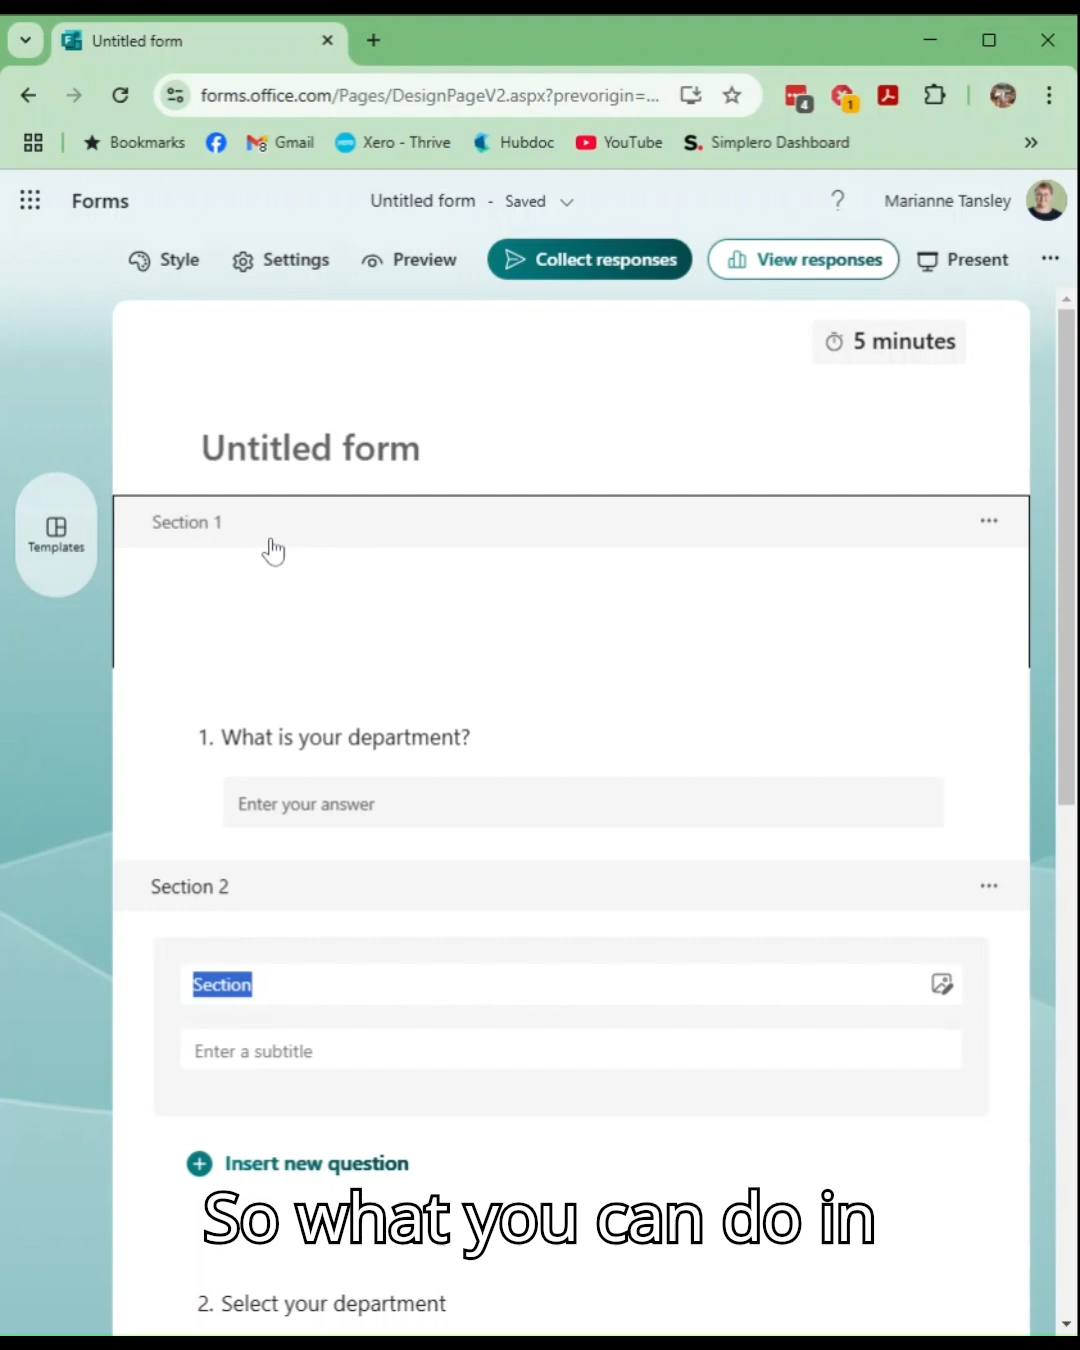 Untitled form
forms.office.com/Pages/DesignPageV2.aspx?prevorigin=...
4
1
Bookmarks
Gmail
Xero - Thrive
Hubdoc
YouTube
S. Simplero Dashboard
»
Forms
Untitled form - Saved
?
Marianne Tansley
Style
Settings
Preview
Collect responses
View responses
Present
5 minutes
Untitled form
Templates
Section 1
1. What is your department?
Enter your answer
Section 2
Section
Enter a subtitle
Insert new question
So what you can do in
2. Select your department